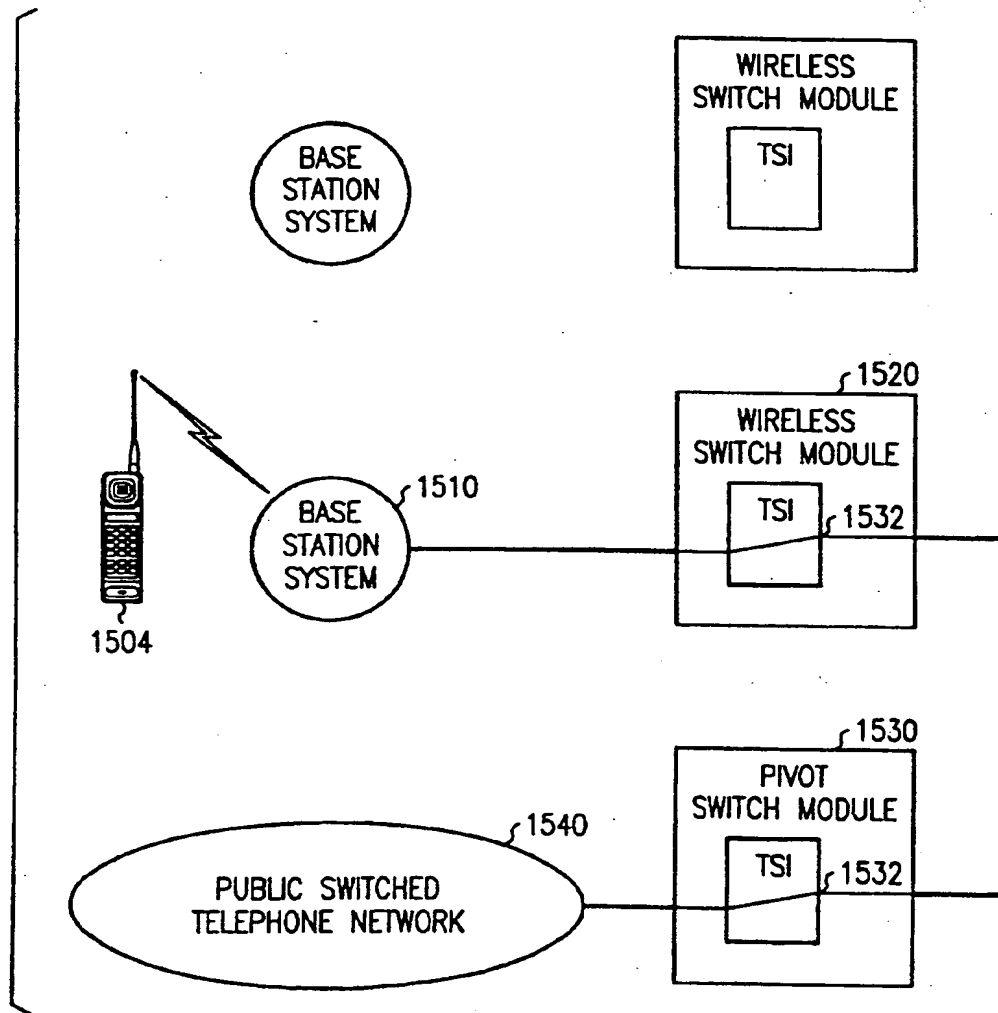 WIRELESS
SWITCH MODULE
TSI
BASE
STATION
SYSTEM
1520
WIRELESS
SWITCH MODULE
TSI
1532
1510
BASE
STATION
SYSTEM
1504
1530
PIVOT
SWITCH MODULE
TSI
1532
1540
PUBLIC SWITCHED
TELEPHONE NETWORK